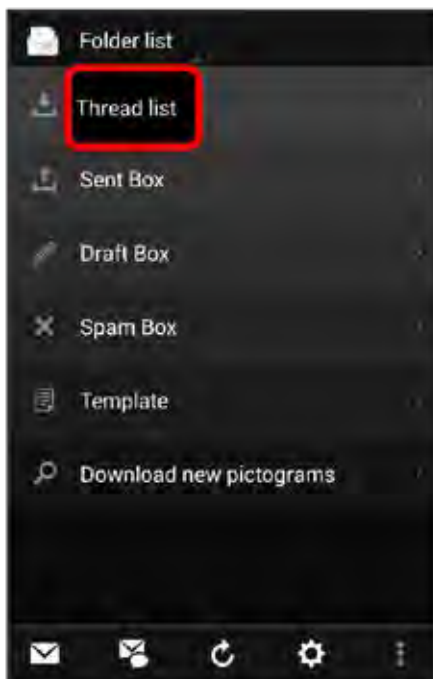 Folder list
Thread list
Sent Box
Draft Box
Spam Box
Template
Download new pictograms